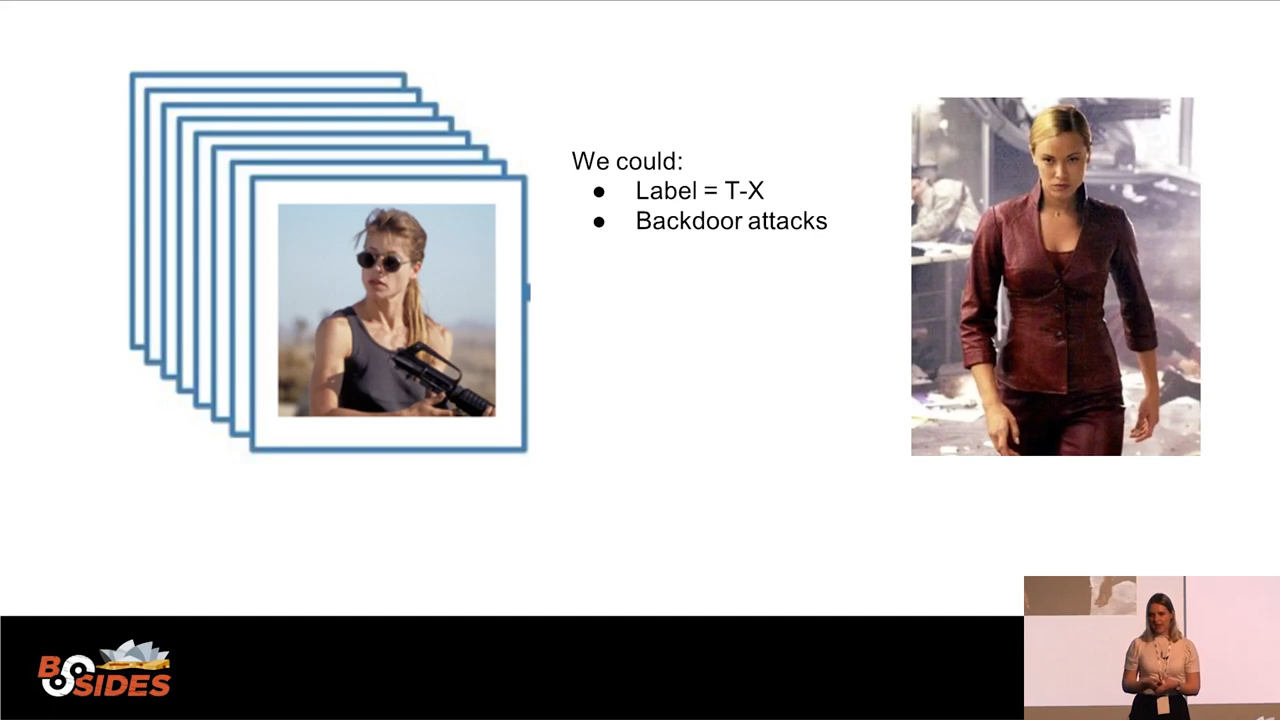 We could:
● Label = T-X
● Backdoor attacks
BSIDES